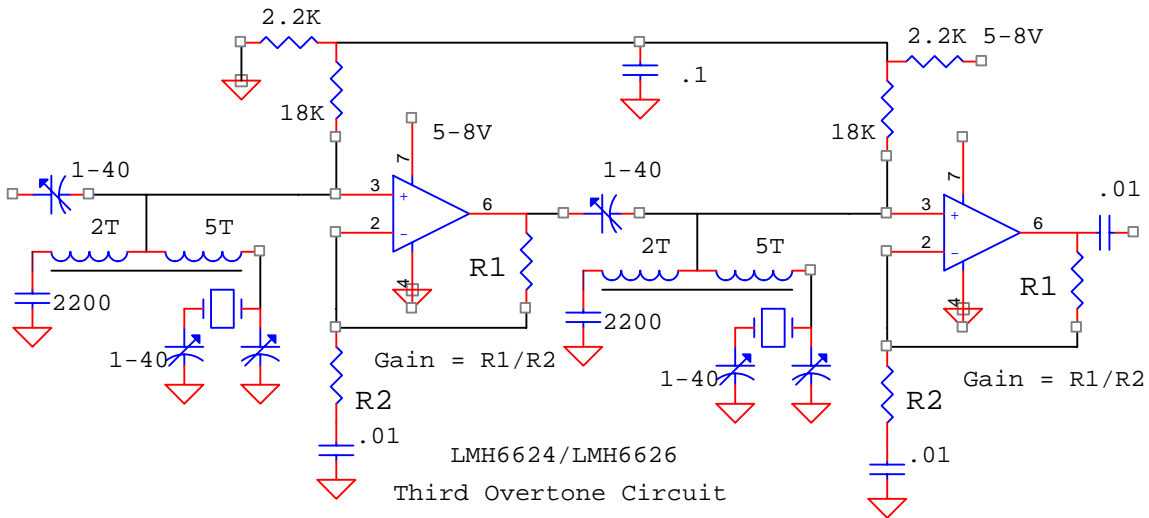 2.2K
2.2K 5-8V
.1
18K
5-8V
18K
1-40
7
1-40
7
.01
3
+
6
3
+
6
2T
5T
2
−
2T
5T
2
−
R1
R1
4
4
2200
2200
1-40
Gain = R1/R2
1-40
Gain = R1/R2
R2
R2
.01
.01
LMH6624/LMH6626
Third Overtone Circuit